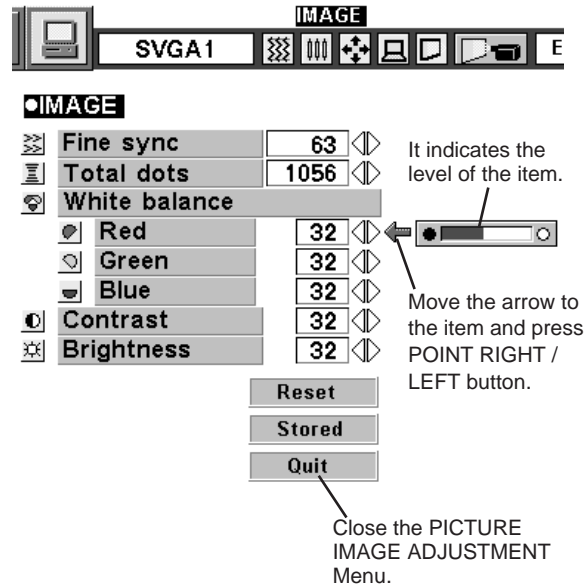 IMAGE
SVGA1
E
●IMAGE
Fine sync 63
Total dots 1056
White balance
Red 32
Green 32
Blue 32
Contrast 32
Brightness 32
It indicates the
level of the item.
Move the arrow to
the item and press
POINT RIGHT /
LEFT button.
Reset
Stored
Quit
Close the PICTURE
IMAGE ADJUSTMENT
Menu.